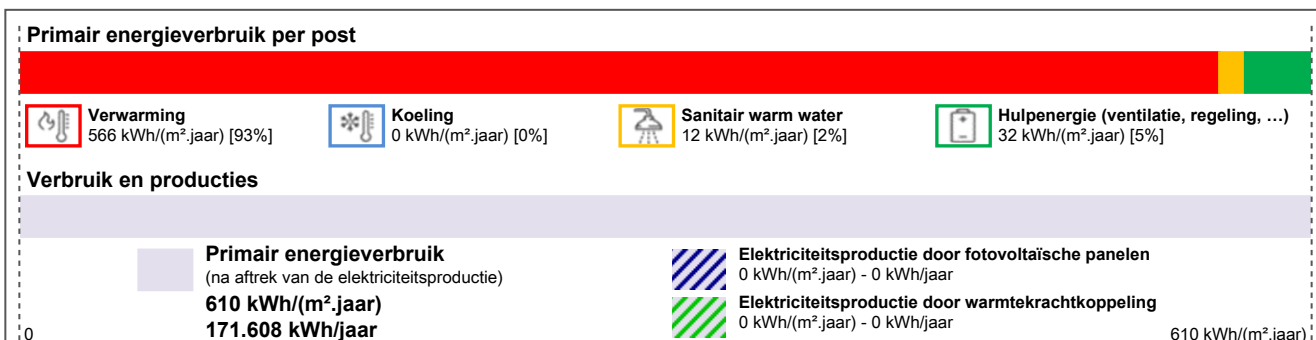 Primair energieverbruik per post
Verwarming
566 kWh/(m².jaar) [93%]
Koeling
0 kWh/(m².jaar) [0%]
Sanitair warm water
12 kWh/(m².jaar) [2%]
Hulpenergie (ventilatie, regeling, …)
32 kWh/(m².jaar) [5%]
Verbruik en producties
Primair energieverbruik
(na aftrek van de elektriciteitsproductie)
610 kWh/(m².jaar)
171.608 kWh/jaar
Elektriciteitsproductie door fotovoltaïsche panelen
0 kWh/(m².jaar) - 0 kWh/jaar
Elektriciteitsproductie door warmtekrachtkoppeling
0 kWh/(m².jaar) - 0 kWh/jaar
0
610 kWh/(m².jaar)